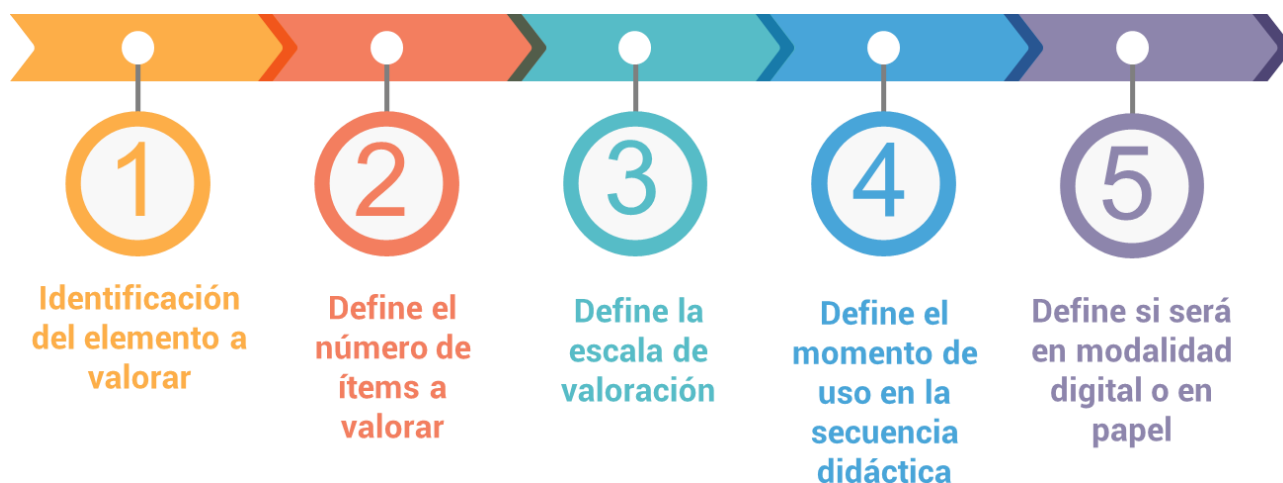 1
Identificación
del elemento a
valorar
2
Define el
número de
ítems a
valorar
3
Define la
escala de
valoración
4
Define el
momento de
uso en la
secuencia
didáctica
5
Define si será
en modalidad
digital o en
papel